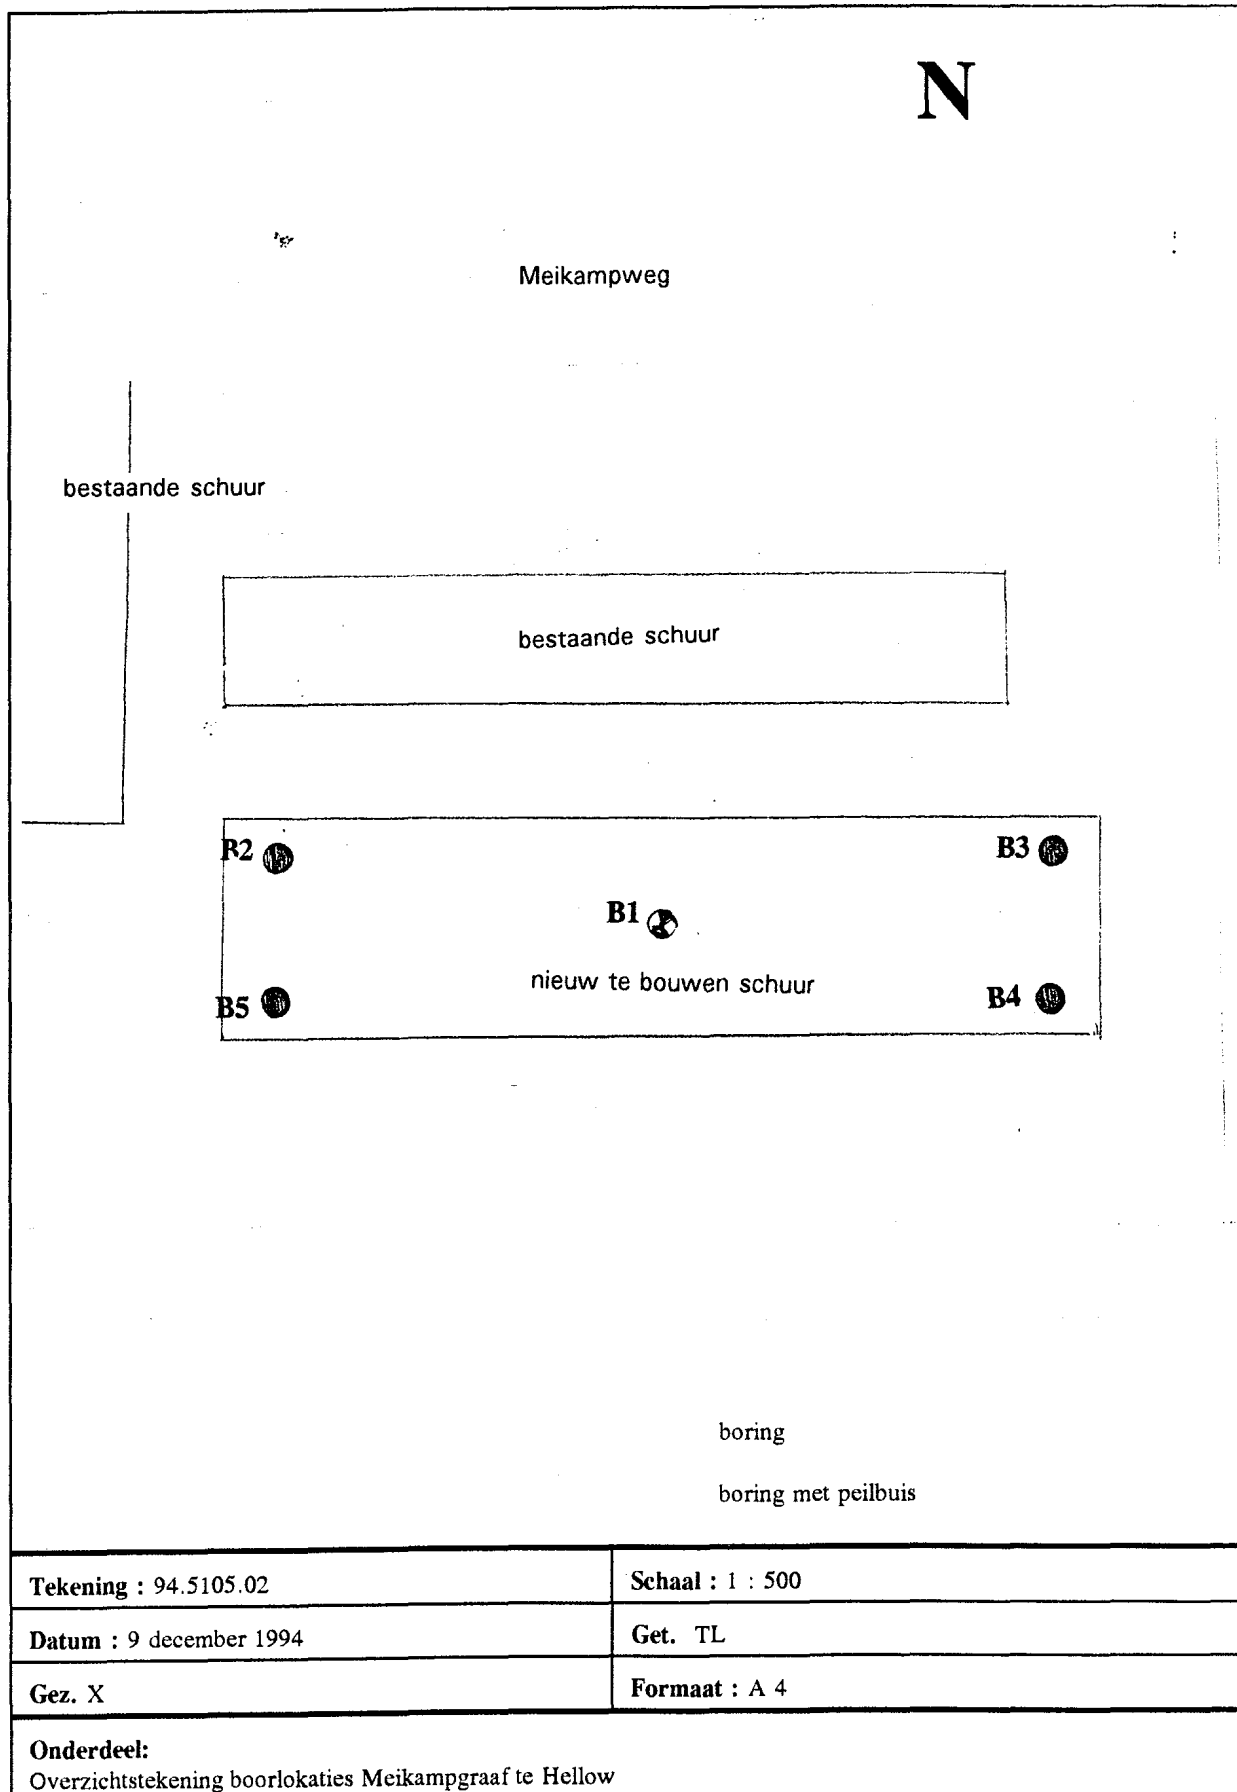 N
Meikampweg
bestaande schuur
bestaande schuur
B2
B3
B1
nieuw te bouwen schuur
B5
B4
boring
boring met peilbuis
Tekening : 94.5105.02
Schaal : 1 : 500
Datum : 9 december 1994
Get. TL
Gez. X
Formaat : A 4
Onderdeel:
Overzichtstekening boorlokaties Meikampgraaf te Hellow